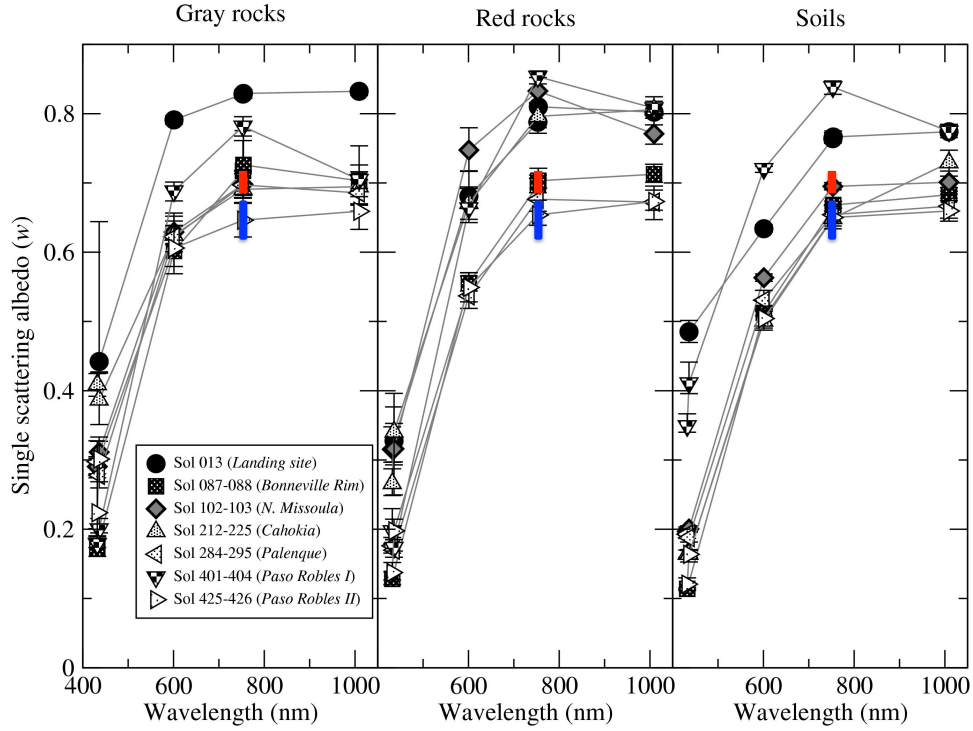 Gray rocks
Red rocks
Soils
Single scattering albedo (w)
0.8
0.6
0.4
0.2
0
Sol 013 (Landing site)
Sol 087-088 (Bonneville Rim)
Sol 102-103 (N. Missoula)
Sol 212-225 (Cahokia)
Sol 284-295 (Palenque)
Sol 401-404 (Paso Robles I)
Sol 425-426 (Paso Robles II)
400 600 800 1000
600 800 1000
600 800 1000
Wavelength (nm)
Wavelength (nm)
Wavelength (nm)